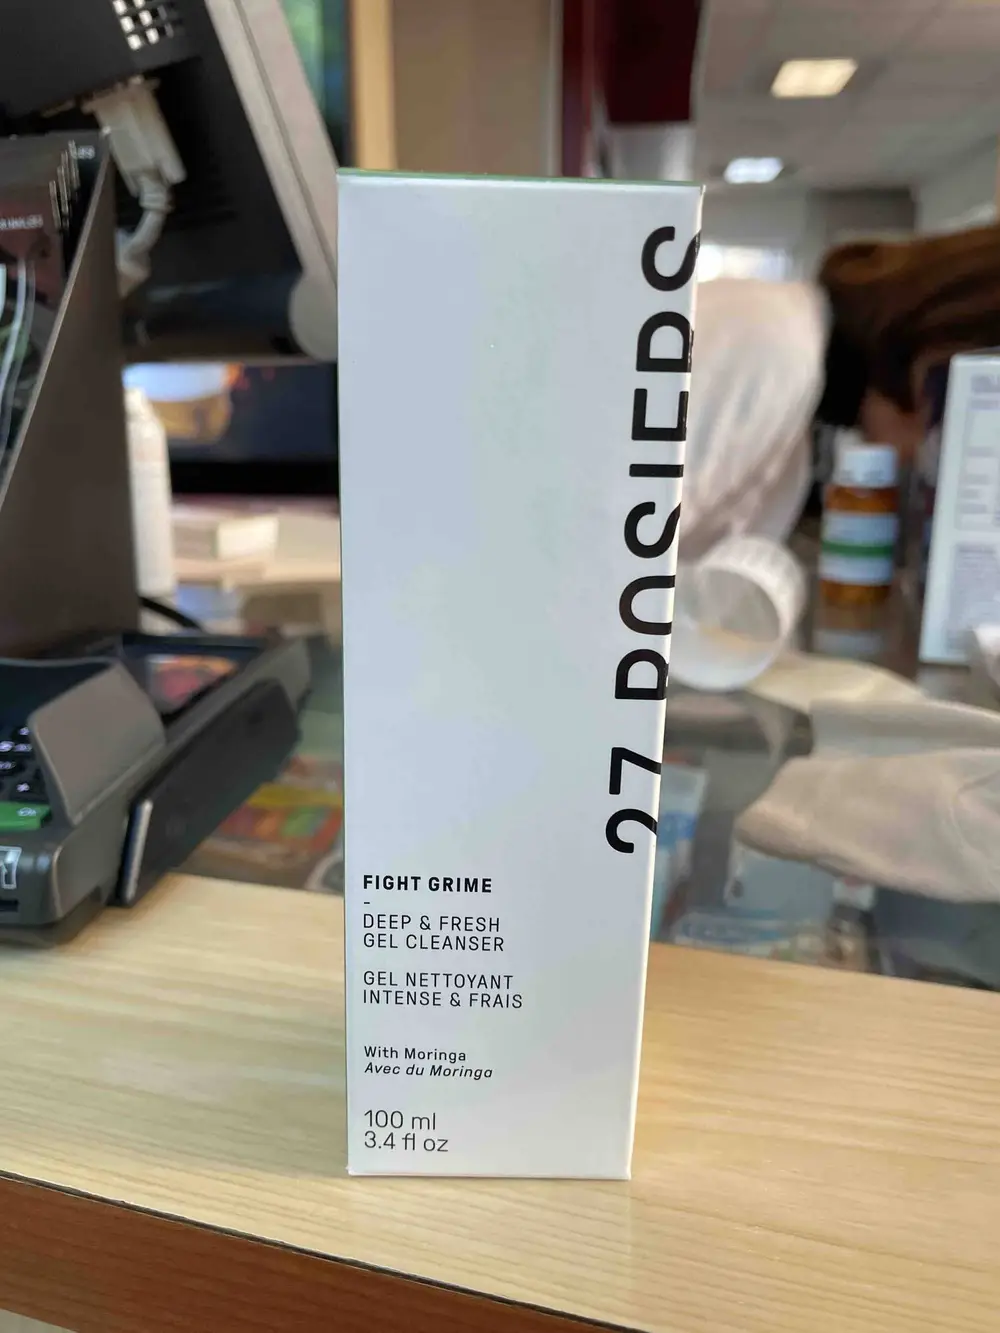 27 ROSIERS
FIGHT GRIME
-
DEEP & FRESH
GEL CLEANSER
GEL NETTOYANT
INTENSE & FRAIS
With Moringa
Avec du Moringa
100 ml
3.4 fl oz